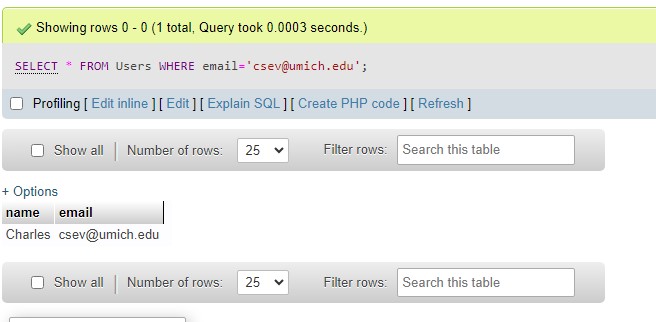 Showing rows 0 - 0 (1 total, Query took 0.0003 seconds.)
SELECT * FROM Users WHERE email='csev@umich.edu';
Profiling [ Edit inline ] [ Edit ] [ Explain SQL ] [ Create PHP code ] [ Refresh ]
Show all | Number of rows: 25 Filter rows: Search this table
+ Options
name email
Charles csev@umich.edu
Show all | Number of rows: 25 Filter rows: Search this table